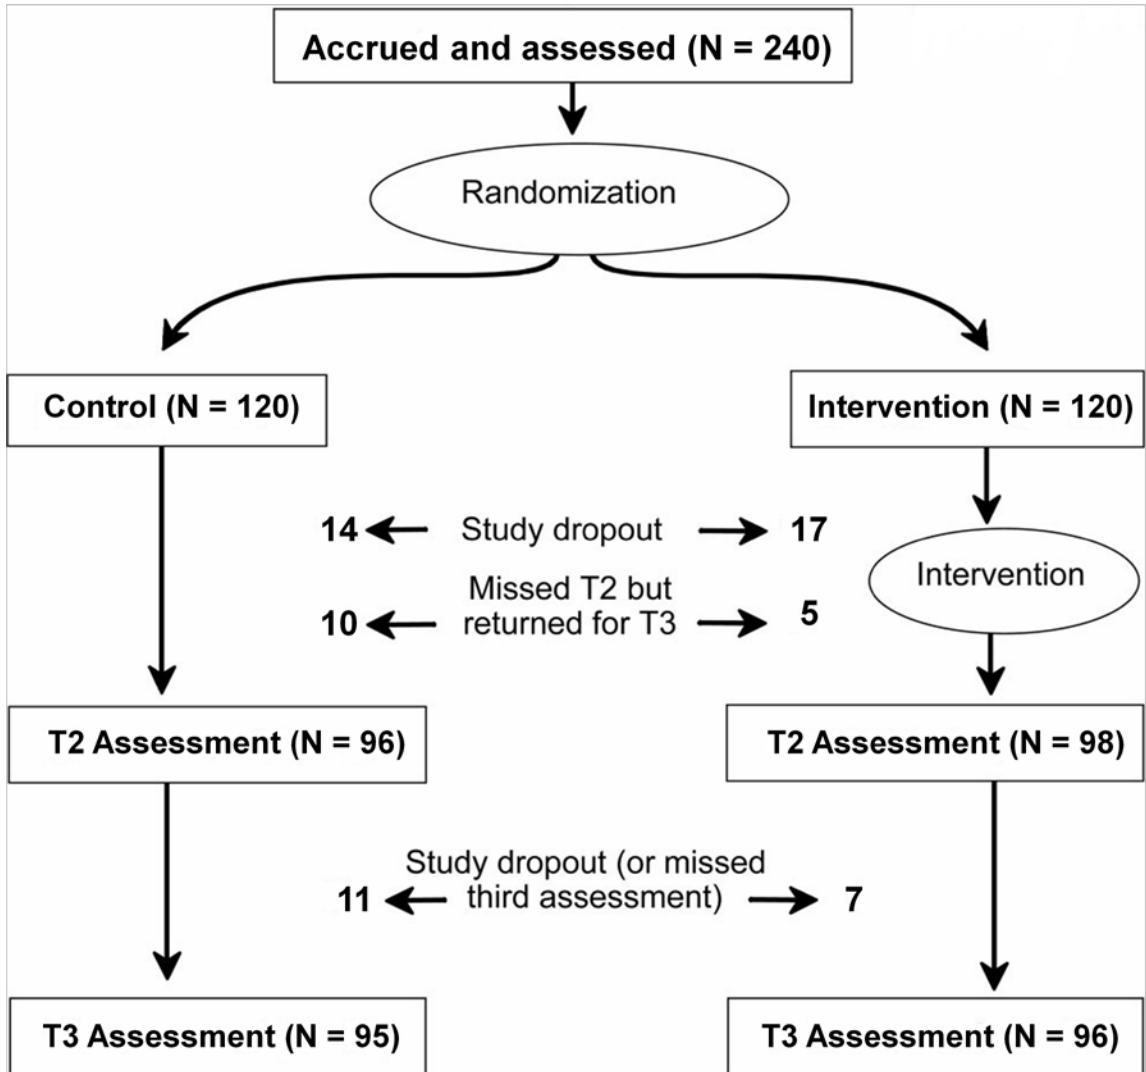 Accrued and assessed (N = 240)
Randomization
Control (N = 120)
Intervention (N = 120)
14 Study dropout 17
Intervention
Missed T2 but
10 returned for T3 5
T2 Assessment (N = 96)
T2 Assessment (N = 98)
Study dropout (or missed
11 third assessment) 7
T3 Assessment (N = 95)
T3 Assessment (N = 96)